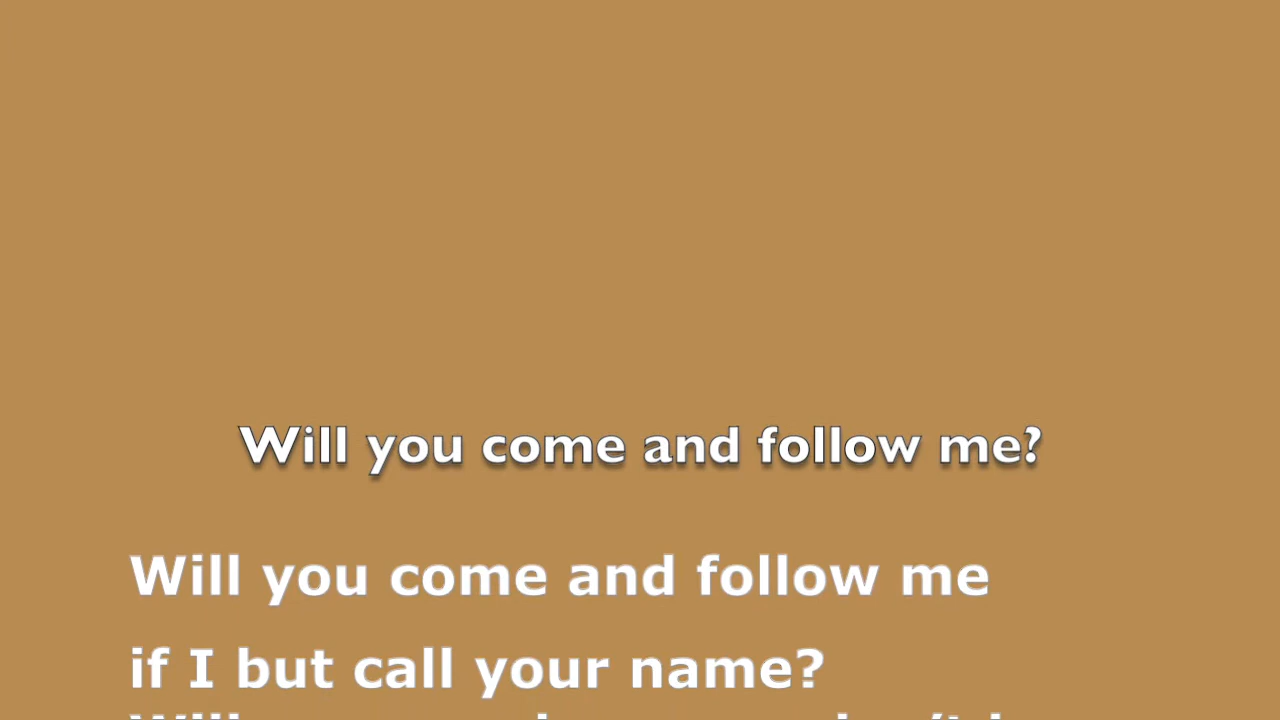 Will you come and follow me?
Will you come and follow me
if I but call your name?